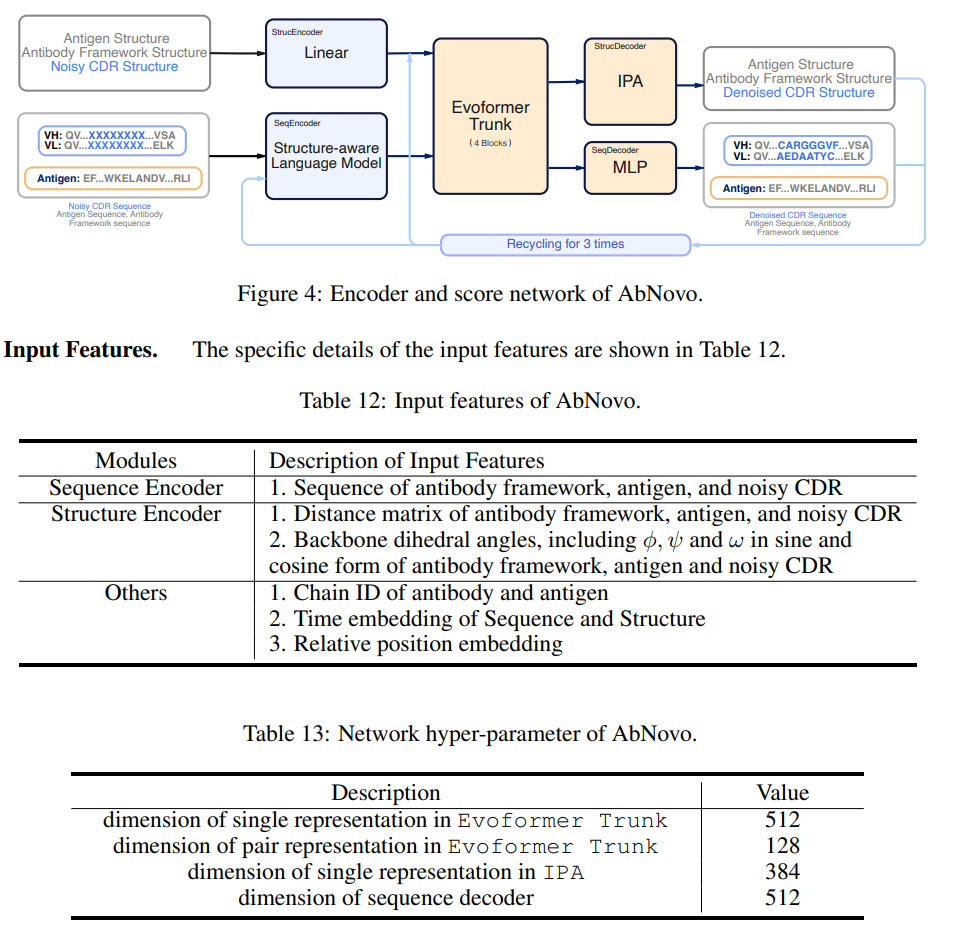 Antigen Structure
Antibody Framework Structure
Noisy CDR Structure
StrucEncoder
Linear
Evoformer
Trunk
( 4 Blocks )
StrucDecoder
IPA
Antigen Structure
Antibody Framework Structure
Denoised CDR Structure
VH: QV...XXXXXXXX...VSA
VL: QV...XXXXXXXX...ELK
Antigen: EF...WKELANDV...RLI
Noisy CDR Sequence
Antigen Sequence, Antibody
Framework sequence
SeqEncoder
Structure-aware
Language Model
SeqDecoder
MLP
VH: QV...CARGGGVF...VSA
VL: QV...AEDAATYC...ELK
Antigen: EF...WKELANDV...RLI
Denoised CDR Sequence
Antigen Sequence, Antibody
Framework sequence
Recycling for 3 times
Figure 4: Encoder and score network of AbNovo.
Input Features. The specific details of the input features are shown in Table 12.
Table 12: Input features of AbNovo.
Modules Description of Input Features
Sequence Encoder 1. Sequence of antibody framework, antigen, and noisy CDR
Structure Encoder 1. Distance matrix of antibody framework, antigen, and noisy CDR
2. Backbone dihedral angles, including ϕ, ψ and ω in sine and
cosine form of antibody framework, antigen and noisy CDR
Others 1. Chain ID of antibody and antigen
2. Time embedding of Sequence and Structure
3. Relative position embedding
Table 13: Network hyper-parameter of AbNovo.
Description Value
dimension of single representation in Evoformer Trunk 512
dimension of pair representation in Evoformer Trunk 128
dimension of single representation in IPA 384
dimension of sequence decoder 512